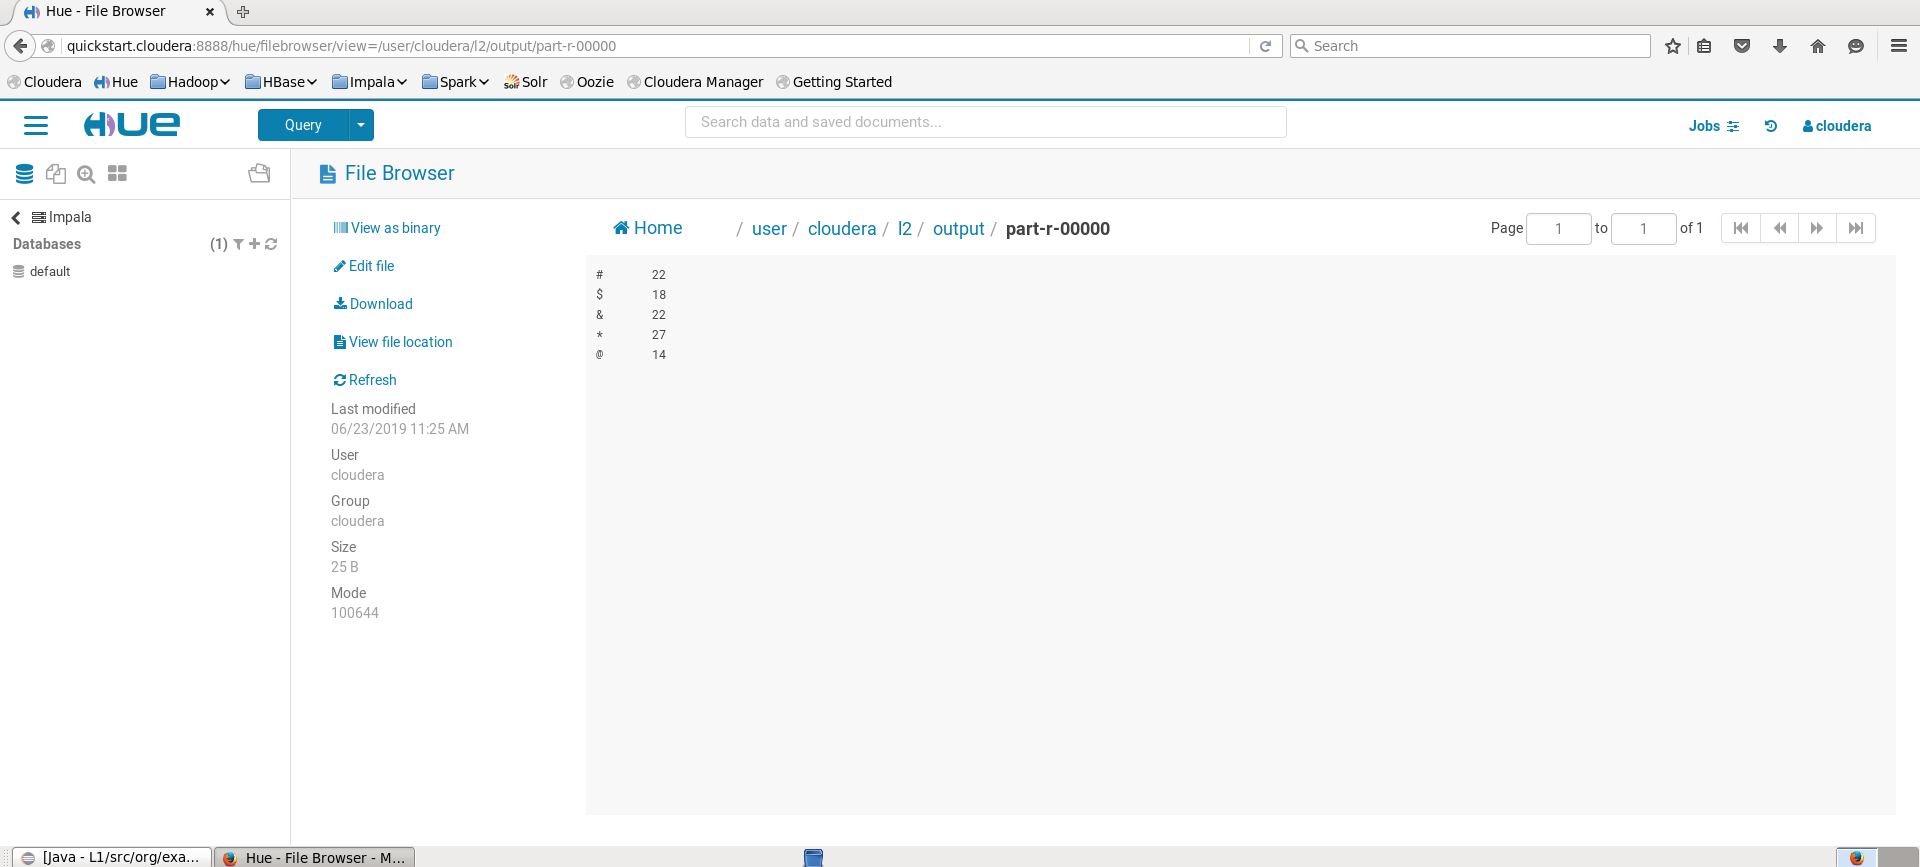 Hue - File Browser
quickstart.cloudera:8888/hue/filebrowser/view=/user/cloudera/l2/output/part-r-00000
Search
Cloudera Hue Hadoop HBase Impala Spark Solr Oozie Cloudera Manager Getting Started
HUE Query Search data and saved documents... Jobs cloudera
File Browser
Impala
Databases (1)
default
View as binary
Edit file
Download
View file location
Refresh
Last modified
06/23/2019 11:25 AM
User
cloudera
Group
cloudera
Size
25 B
Mode
100644
Home / user / cloudera / l2 / output / part-r-00000
Page 1 to 1 of 1
# 22
$ 18
& 22
* 27
@ 14
[Java - L1/src/org/exa... Hue - File Browser - M...